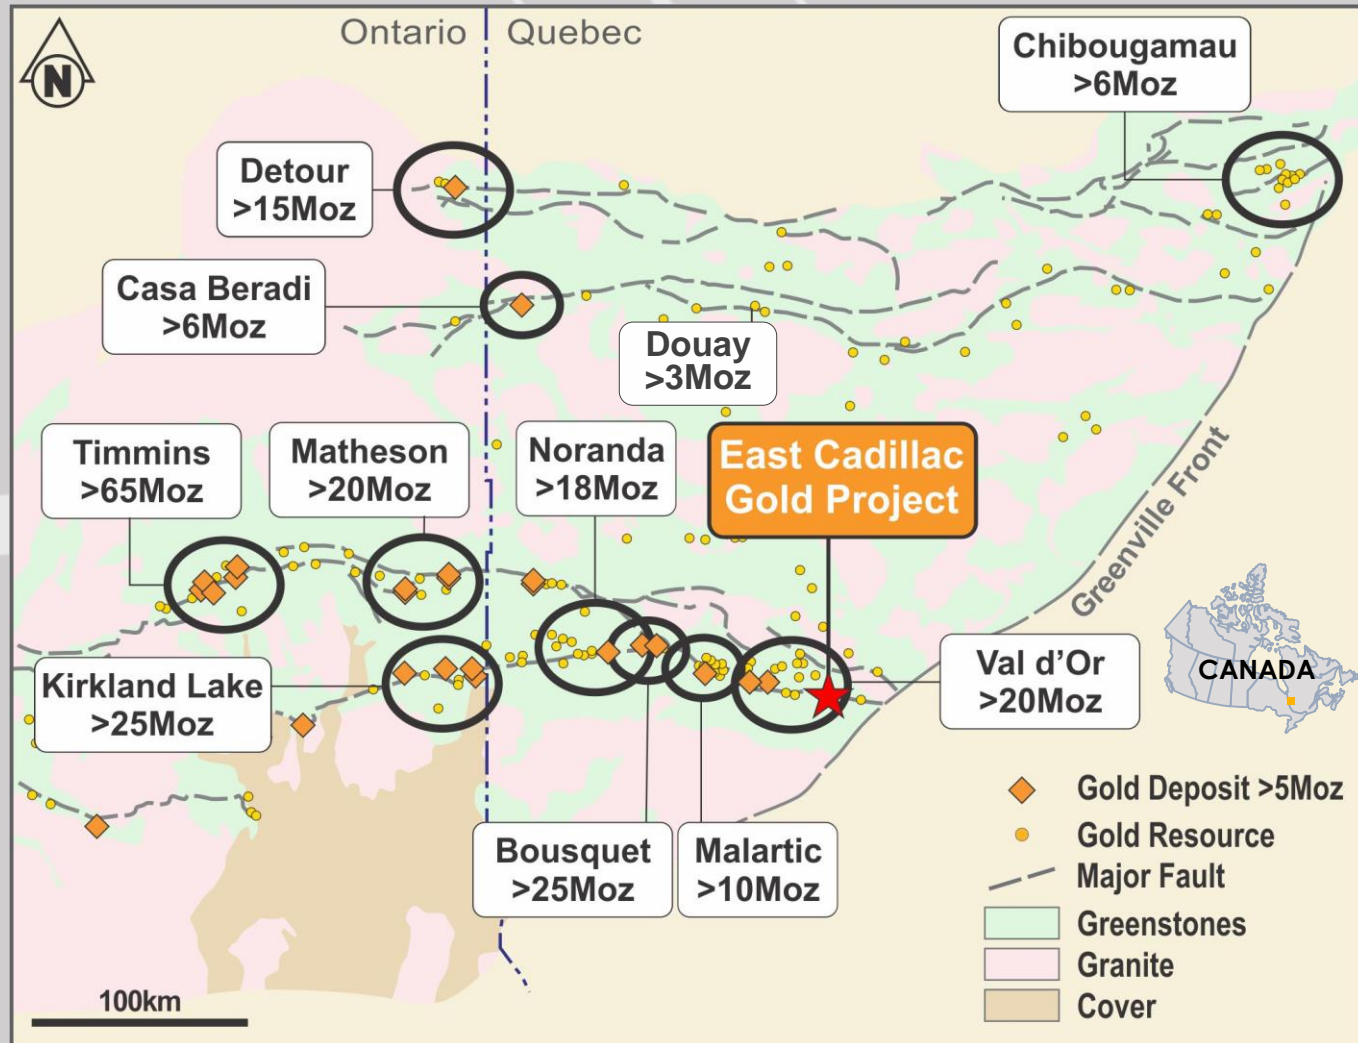 Ontario
Quebec
N
Chibougamau
>6Moz
Detour
>15Moz
Casa Beradi
>6Moz
Douay
>3Moz
Timmins
>65Moz
Matheson
>20Moz
Noranda
>18Moz
East Cadillac
Gold Project
Greenville Front
Kirkland Lake
>25Moz
Val d’Or
>20Moz
CANADA
Bousquet
>25Moz
Malartic
>10Moz
Gold Deposit >5Moz
Gold Resource
Major Fault
Greenstones
Granite
Cover
100km